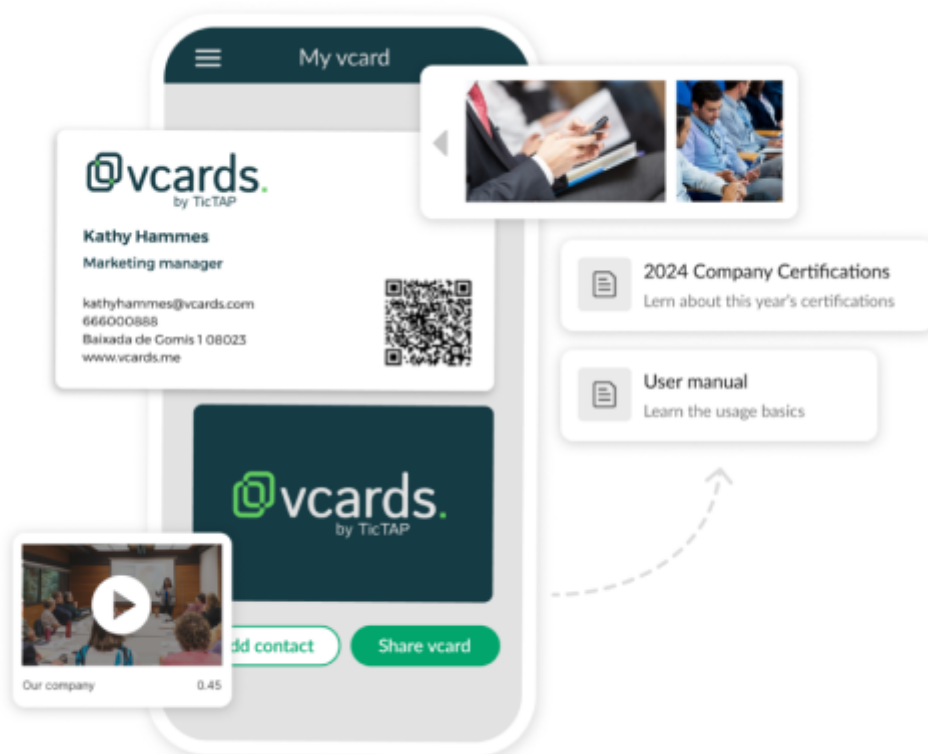 My vcard
vcards.
by TicTAP
Kathy Hammes
Marketing manager
kathyhammes@vcards.com
666000888
Baixada de Gomis 1 08023
www.vcards.me
2024 Company Certifications
Lern about this year's certifications
User manual
Learn the usage basics
vcards.
by TicTAP
Our company 0.45
dd contact
Share vcard